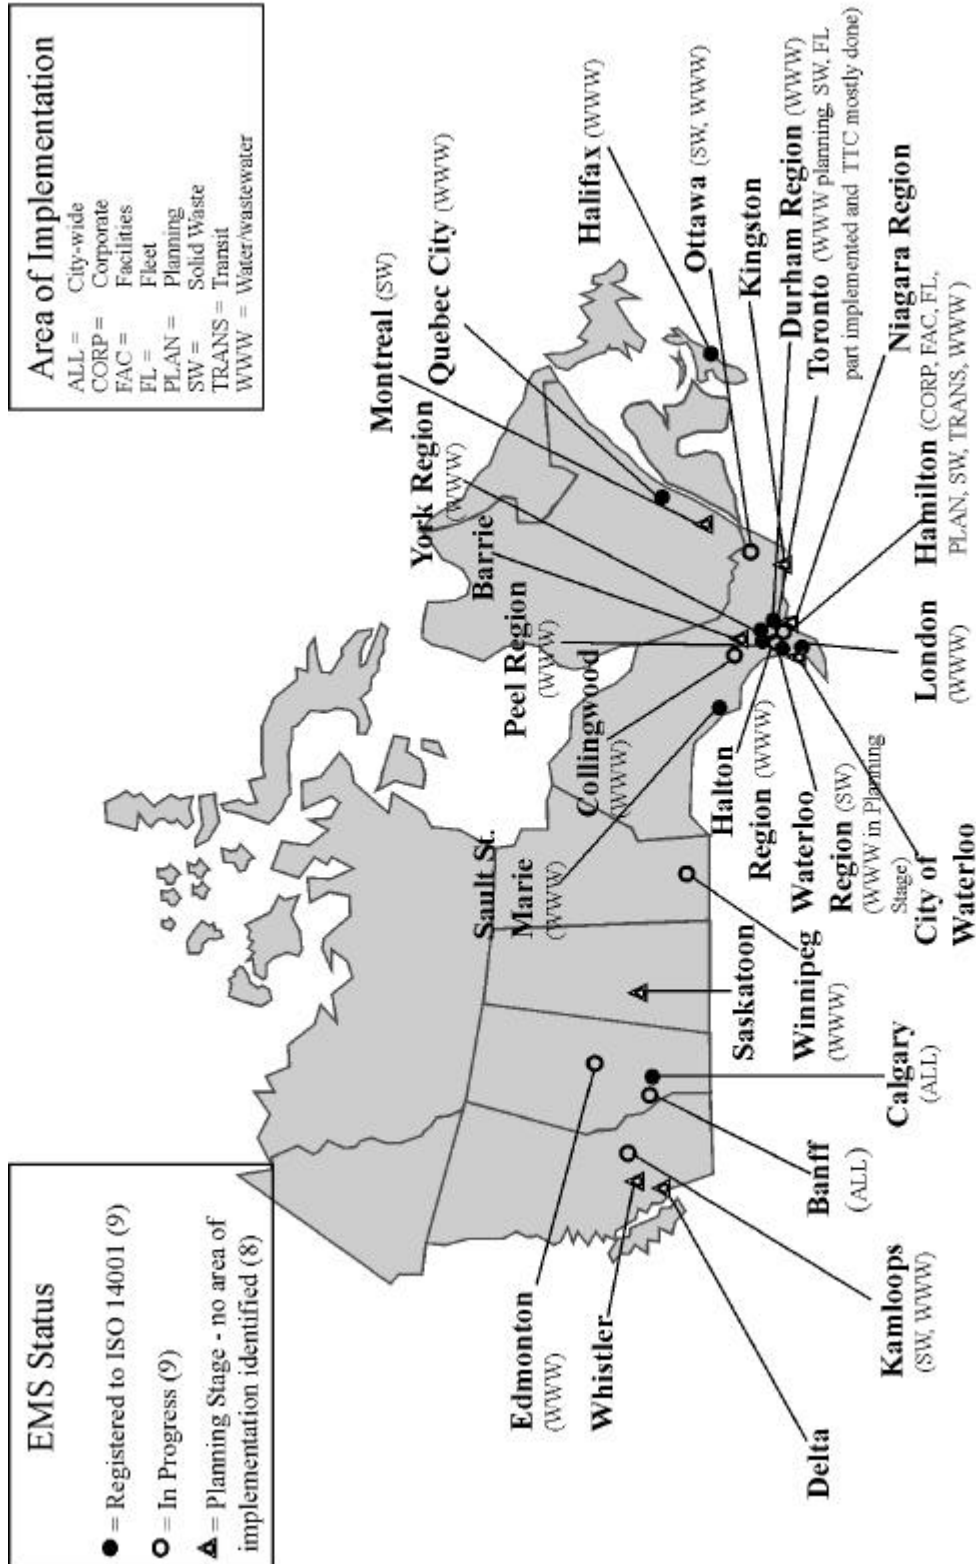 EMS Status
● = Registered to ISO 14001 (9)
○ = In Progress (9)
▲ = Planning Stage - no area of
implementation identified (8)
Area of Implementation
ALL = City-wide
CORP = Corporate
FAC = Facilities
FL = Fleet
PLAN = Planning
SW = Solid Waste
TRANS = Transit
WWW = Water/wastewater
Edmonton
(WWW)
Whistler
Delta
Kamloops
(SW, WWW)
Banff
(ALL)
Calgary
(ALL)
Saskatoon
Winnipeg
(WWW)
Sault St.
Marie
(WWW)
Collingwood
(WWW)
Peel Region
(WWW)
Barrie
York Region
(WWW)
Montreal (SW)
Quebec City (WWW)
Halifax (WWW)
Ottawa (SW, WWW)
Kingston
Durham Region (WWW)
Toronto (WWW planning, SW, FL
part implemented and TTC mostly done)
Niagara Region
Hamilton (CORP, FAC, FL,
PLAN, SW, TRANS, WWW)
London
(WWW)
Halton
Region (WWW)
Waterloo
Region (SW)
(WWW in Planning
Stage)
City of
Waterloo